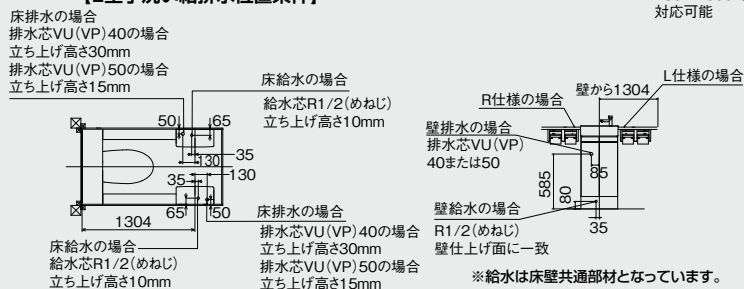 床排水の場合
排水芯VU(VP)40の場合
立ち上げ高さ30mm
排水芯VU(VP)50の場合
立ち上げ高さ15mm
床給水の場合
給水芯R1/2(めねじ)
立ち上げ高さ10mm
50
65
35
130
35
130
65
50
1304
床給水の場合
給水芯R1/2(めねじ)
立ち上げ高さ10mm
床排水の場合
排水芯VU(VP)40の場合
立ち上げ高さ30mm
排水芯VU(VP)50の場合
立ち上げ高さ15mm
対応可能
L仕様の場合
壁から1304
R仕様の場合
壁排水の場合
排水芯VU(VP)
40または50
85
585
80
35
壁給水の場合
R1/2(めねじ)
壁仕上げ面に一致
※給水は床壁共通部材となっています。